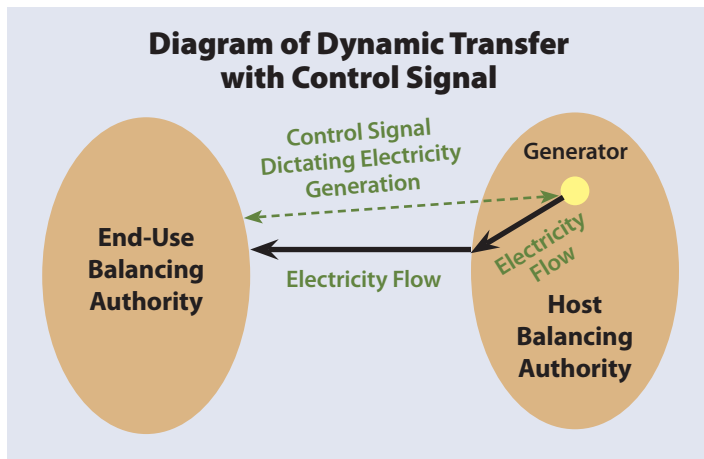 Diagram of Dynamic Transfer
with Control Signal
Control Signal
Dictating Electricity
Generation
Generator
End-Use
Balancing
Authority
Electricity Flow
Electricity
Flow
Host
Balancing
Authority